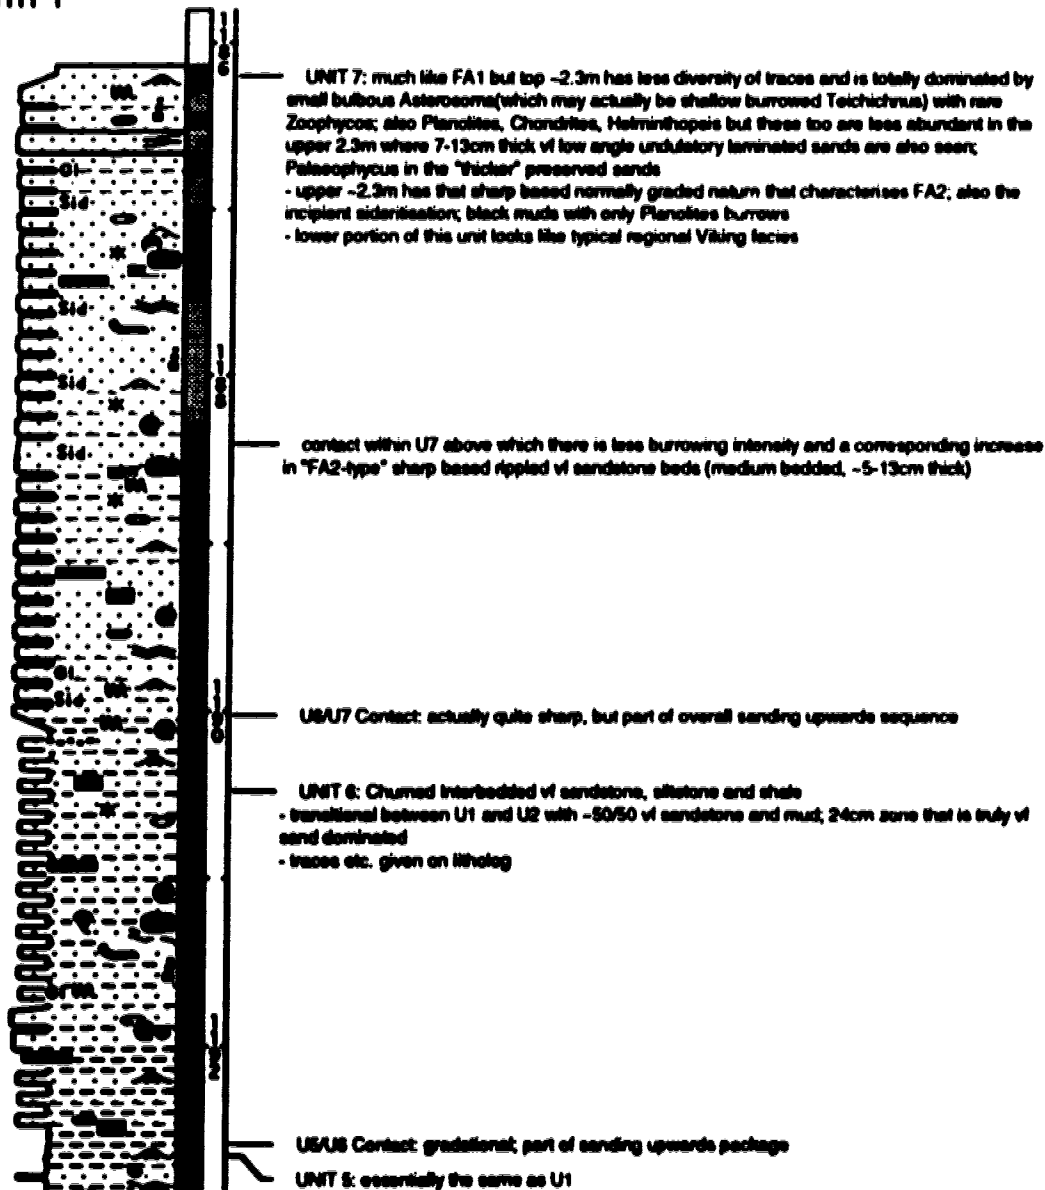 1186
UNIT 7: much like FA1 but top ~2.3m has less diversity of traces and is totally dominated by
small bulbous Asterosoma(which may actually be shallow burrowed Teichichnus) with rare
Zoophycos; also Planolites, Chondrites, Helminthopsis but these too are less abundant in the
upper 2.3m where 7-13cm thick vf low angle undulatory laminated sands are also seen;
Palaeophycus in the "thicker" preserved sands
- upper ~2.3m has that sharp based normally graded nature that characterises FA2; also the
incipient sideritisation; black muds with only Planolites burrows
- lower portion of this unit looks like typical regional Viking facies
Gl
Sid
Sid
1188
Sid
contact within U7 above which there is less burrowing intensity and a corresponding increase
in "FA2-type" sharp based rippled vf sandstone beds (medium bedded, ~5-13cm thick)
Sid
Gl
Sid
1190
U6/U7 Contact: actually quite sharp, but part of overall sanding upwards sequence
UNIT 6: Churned Interbedded vf sandstone, siltstone and shale
- transitional between U1 and U2 with ~50/50 vf sandstone and mud; 24cm zone that is truly vf
sand dominated
- traces etc. given on litholog
1192
U5/U6 Contact: gradational; part of sanding upwards package
UNIT 5: essentially the same as U1